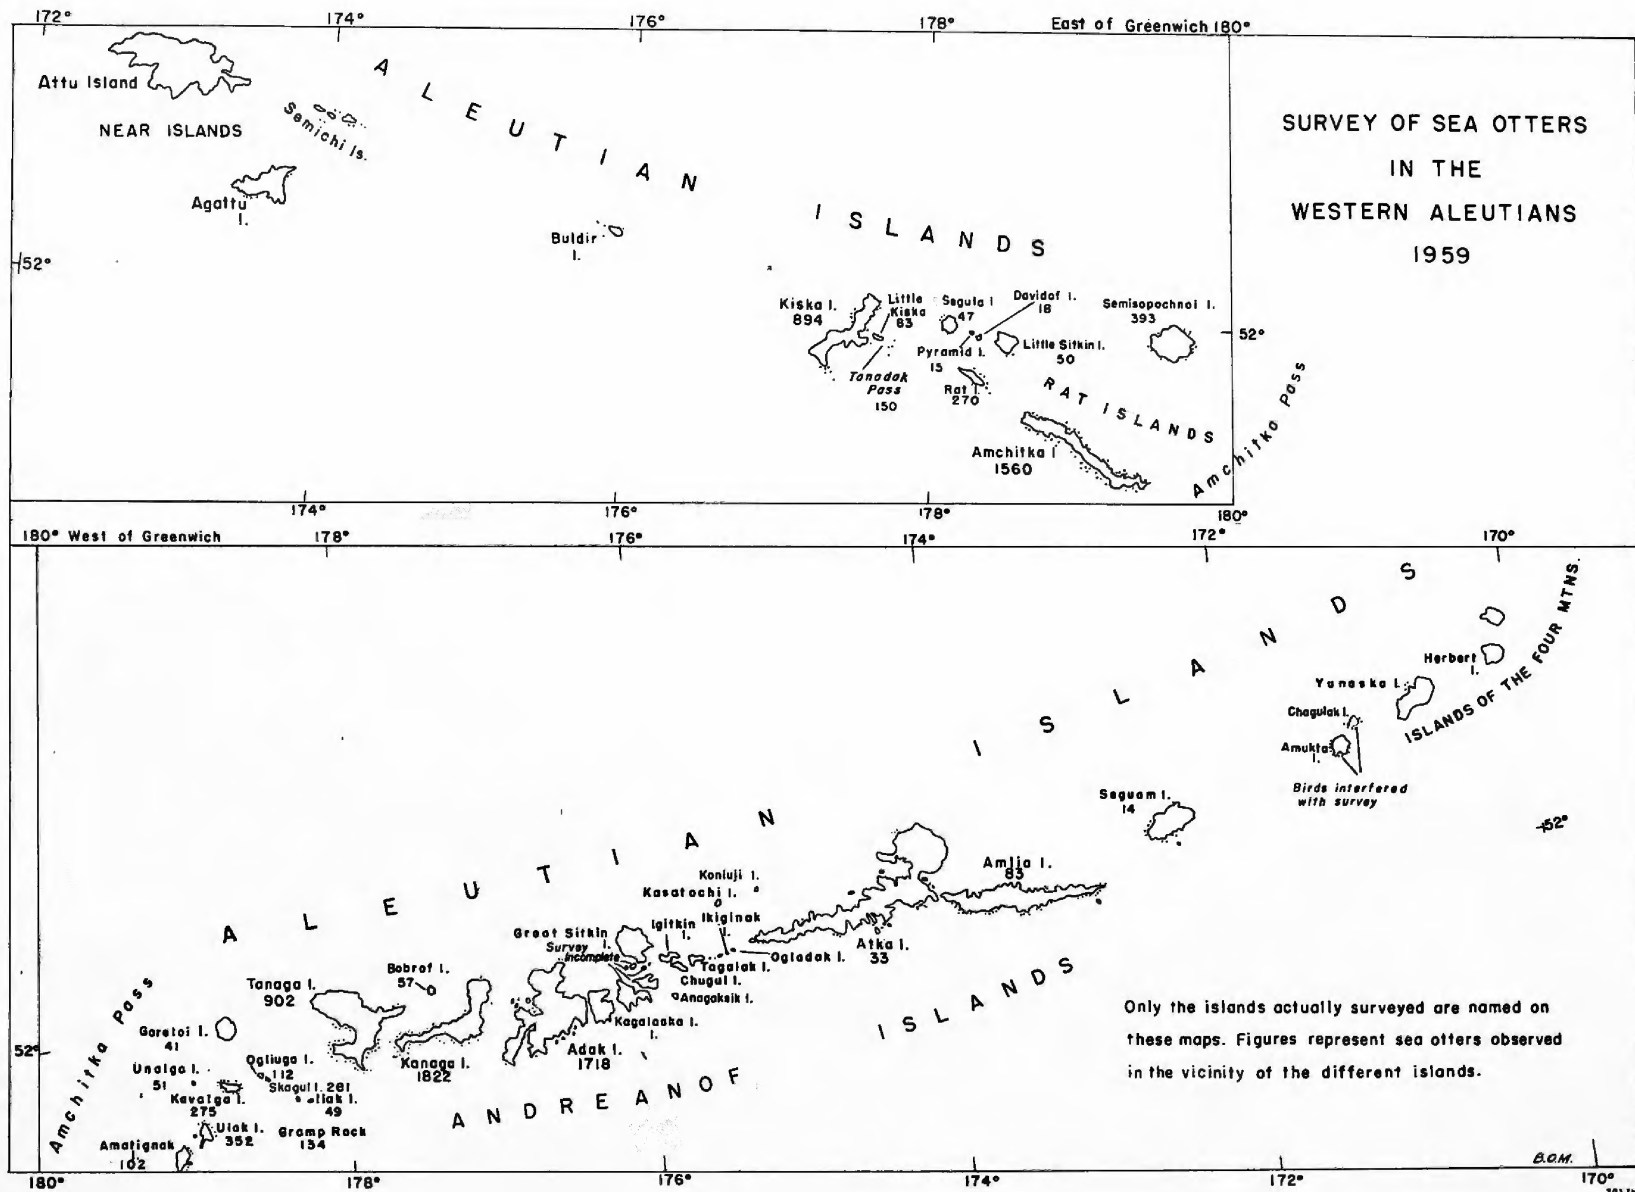 172°
174°
176°
178°
East of Greenwich 180°
ALEUTIAN ISLANDS
Attu Island
NEAR ISLANDS
Semichi Is.
Agattu
I.
Buldir
I.
52°
SURVEY OF SEA OTTERS
IN THE
WESTERN ALEUTIANS
1959
Kiska I.
894
Little
Kiska
83
Segula I
47
Davidof I.
18
Semisopochnoi I.
393
52°
Pyramid I.
15
Little Sitkin I.
50
Tanadak
Pass
150
Rat I.
270
RAT ISLANDS
Amchitka I
1560
Amchitka Pass
174°
176°
178°
180°
180° West of Greenwich
178°
176°
174°
172°
170°
ALEUTIAN ISLANDS
ISLANDS OF THE FOUR MTNS.
Herbert
I.
Yunaska I.
Chagulak I.
Amukta
I.
Birds interfered
with survey
Seguam I.
14
52°
Amlia I.
83
Koniuji I.
Kasatochi I.
Ikiginak
I.
Igitkin
I.
Great Sitkin
I.
Survey
Incomplete
Atka I.
33
Ogladak I.
Tagalak I.
Chugul I.
Anagaksik I.
Kagalaska I.
I.
Adak I.
1718
Bobrof I.
57
Tanaga I.
902
Kanaga I.
1822
Gareloi I.
41
52°
Ogliuga I.
112
Unalga I.
51
Skagul I. 261
Ilak I.
49
Kavalga I.
275
Ulak I.
352
Gramp Rock
134
Amatignak
102
Amchitka Pass
ANDREANOF ISLANDS
Only the islands actually surveyed are named on
these maps. Figures represent sea otters observed
in the vicinity of the different islands.
B.O.M.
180°
178°
176°
174°
172°
170°